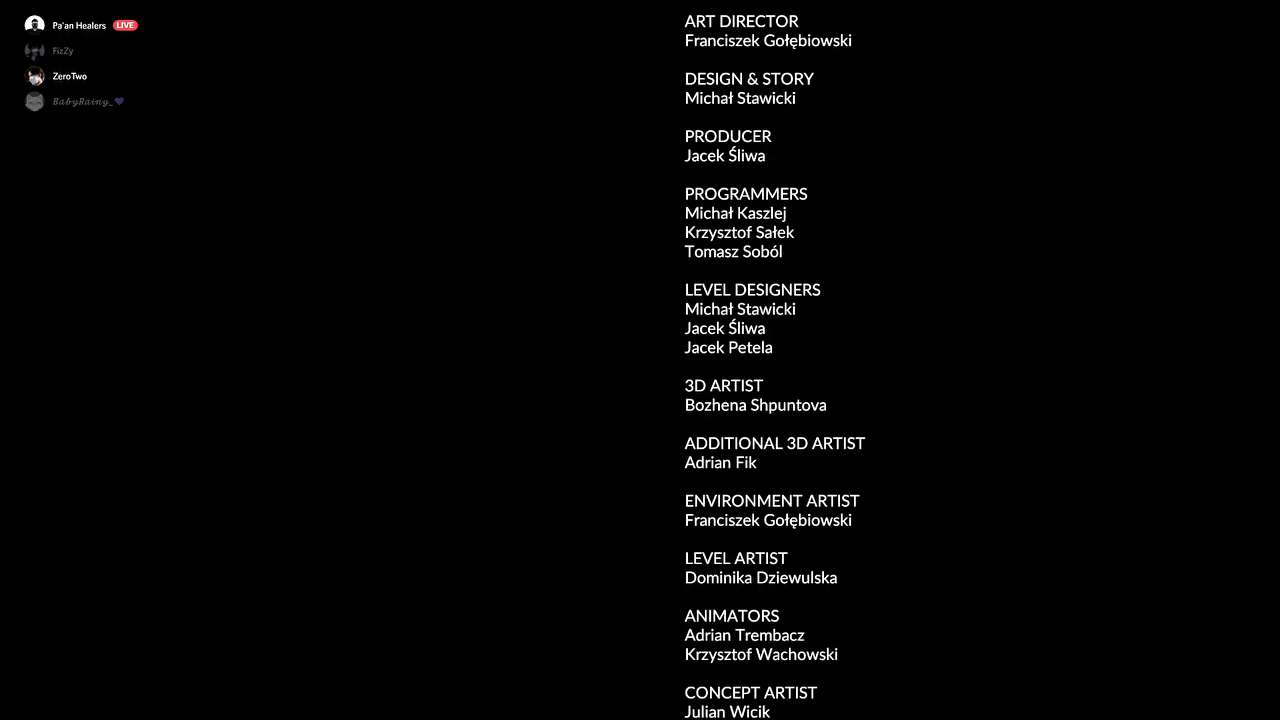 Pa'an Healers LIVE
FizZy
ZeroTwo
BabyRainy_💜
ART DIRECTOR
Franciszek Gołębiowski
DESIGN & STORY
Michał Stawicki
PRODUCER
Jacek Śliwa
PROGRAMMERS
Michał Kaszlej
Krzysztof Sałek
Tomasz Soból
LEVEL DESIGNERS
Michał Stawicki
Jacek Śliwa
Jacek Petela
3D ARTIST
Bozhena Shpuntova
ADDITIONAL 3D ARTIST
Adrian Fik
ENVIRONMENT ARTIST
Franciszek Gołębiowski
LEVEL ARTIST
Dominika Dziewulska
ANIMATORS
Adrian Trembacz
Krzysztof Wachowski
CONCEPT ARTIST
Julian Wicik